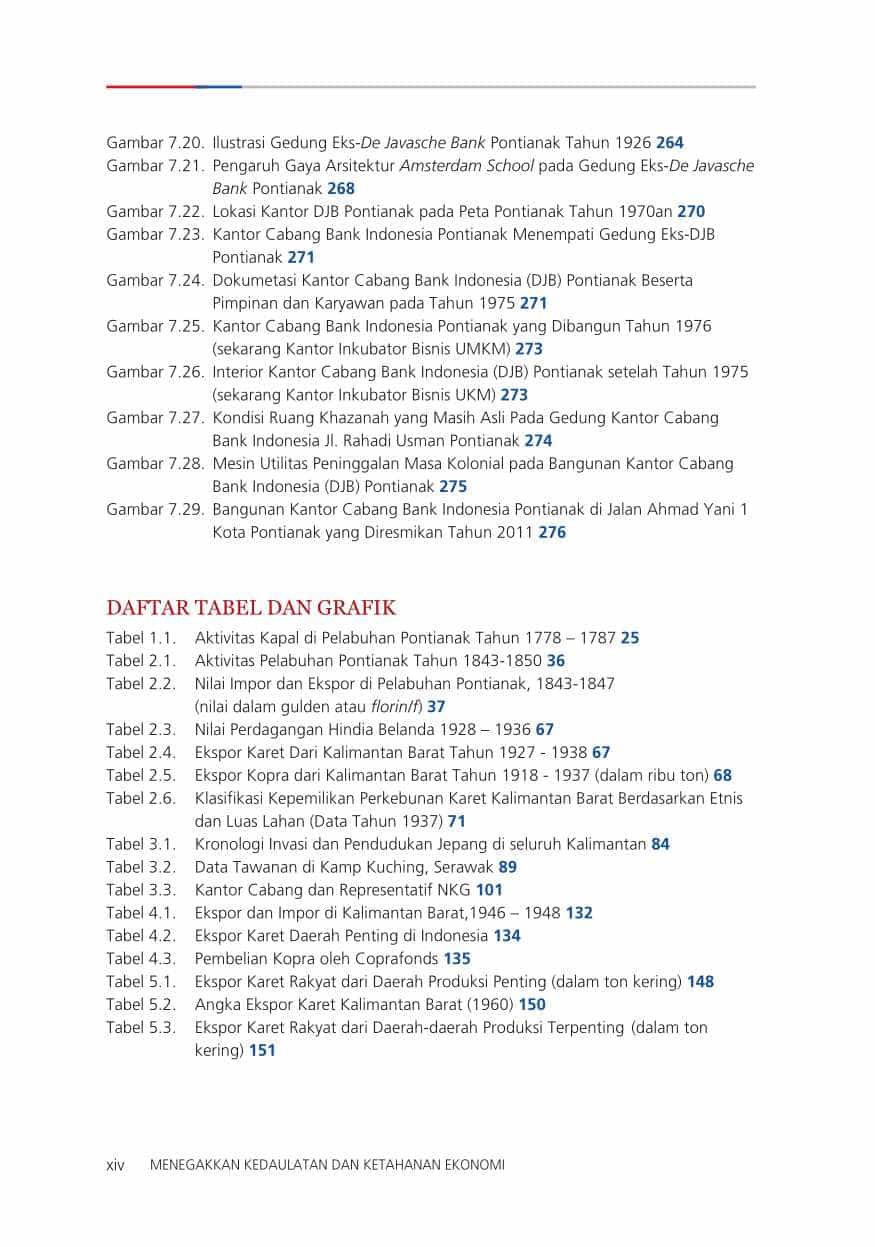 Gambar 7.20. Ilustrasi Gedung Eks-De Javasche Bank Pontianak Tahun 1926 264
Gambar 7.21. Pengaruh Gaya Arsitektur Amsterdam School pada Gedung Eks-De Javasche
Bank Pontianak 268
Gambar 7.22. Lokasi Kantor DJB Pontianak pada Peta Pontianak Tahun 1970an 270
Gambar 7.23. Kantor Cabang Bank Indonesia Pontianak Menempati Gedung Eks-DJB
Pontianak 271
Gambar 7.24. Dokumetasi Kantor Cabang Bank Indonesia (DJB) Pontianak Beserta
Pimpinan dan Karyawan pada Tahun 1975 271
Gambar 7.25. Kantor Cabang Bank Indonesia Pontianak yang Dibangun Tahun 1976
(sekarang Kantor Inkubator Bisnis UMKM) 273
Gambar 7.26. Interior Kantor Cabang Bank Indonesia (DJB) Pontianak setelah Tahun 1975
(sekarang Kantor Inkubator Bisnis UKM) 273
Gambar 7.27. Kondisi Ruang Khazanah yang Masih Asli Pada Gedung Kantor Cabang
Bank Indonesia Jl. Rahadi Usman Pontianak 274
Gambar 7.28. Mesin Utilitas Peninggalan Masa Kolonial pada Bangunan Kantor Cabang
Bank Indonesia (DJB) Pontianak 275
Gambar 7.29. Bangunan Kantor Cabang Bank Indonesia Pontianak di Jalan Ahmad Yani 1
Kota Pontianak yang Diresmikan Tahun 2011 276
DAFTAR TABEL DAN GRAFIK
Tabel 1.1. Aktivitas Kapal di Pelabuhan Pontianak Tahun 1778 – 1787 25
Tabel 2.1. Aktivitas Pelabuhan Pontianak Tahun 1843-1850 36
Tabel 2.2. Nilai Impor dan Ekspor di Pelabuhan Pontianak, 1843-1847
(nilai dalam gulden atau florin/f) 37
Tabel 2.3. Nilai Perdagangan Hindia Belanda 1928 – 1936 67
Tabel 2.4. Ekspor Karet Dari Kalimantan Barat Tahun 1927 - 1938 67
Tabel 2.5. Ekspor Kopra dari Kalimantan Barat Tahun 1918 - 1937 (dalam ribu ton) 68
Tabel 2.6. Klasifikasi Kepemilikan Perkebunan Karet Kalimantan Barat Berdasarkan Etnis
dan Luas Lahan (Data Tahun 1937) 71
Tabel 3.1. Kronologi Invasi dan Pendudukan Jepang di seluruh Kalimantan 84
Tabel 3.2. Data Tawanan di Kamp Kuching, Serawak 89
Tabel 3.3. Kantor Cabang dan Representatif NKG 101
Tabel 4.1. Ekspor dan Impor di Kalimantan Barat,1946 – 1948 132
Tabel 4.2. Ekspor Karet Daerah Penting di Indonesia 134
Tabel 4.3. Pembelian Kopra oleh Coprafonds 135
Tabel 5.1. Ekspor Karet Rakyat dari Daerah Produksi Penting (dalam ton kering) 148
Tabel 5.2. Angka Ekspor Karet Kalimantan Barat (1960) 150
Tabel 5.3. Ekspor Karet Rakyat dari Daerah-daerah Produksi Terpenting (dalam ton
kering) 151
xiv MENEGAKKAN KEDAULATAN DAN KETAHANAN EKONOMI